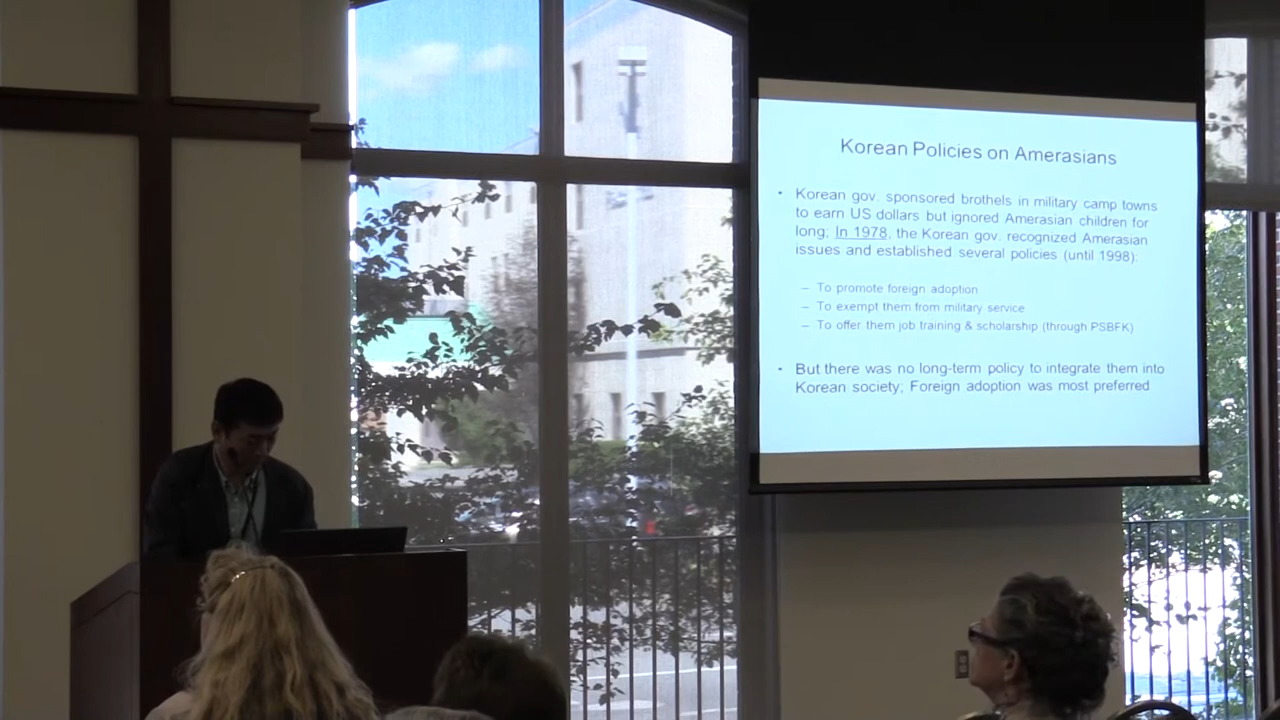 Korean Policies on Amerasians
• Korean gov. sponsored brothels in military camp towns
to earn US dollars but ignored Amerasian children for
long; In 1978, the Korean gov. recognized Amerasian
issues and established several policies (until 1998):
– To promote foreign adoption
– To exempt them from military service
– To offer them job training & scholarship (through PSBFK)
• But there was no long-term policy to integrate them into
Korean society; Foreign adoption was most preferred